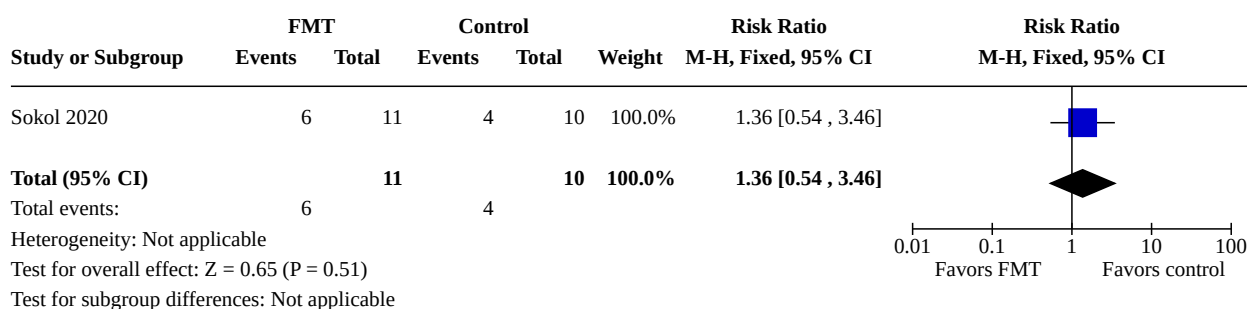 FMT Control Risk Ratio Risk Ratio
Study or Subgroup Events Total Events Total Weight M-H, Fixed, 95% CI M-H, Fixed, 95% CI
Sokol 2020 6 11 4 10 100.0% 1.36 [0.54 , 3.46]
Total (95% CI) 11 10 100.0% 1.36 [0.54 , 3.46]
Total events: 6 4
Heterogeneity: Not applicable
Test for overall effect: Z = 0.65 (P = 0.51)
Test for subgroup differences: Not applicable
0.01 0.1 1 10 100
Favors FMT Favors control